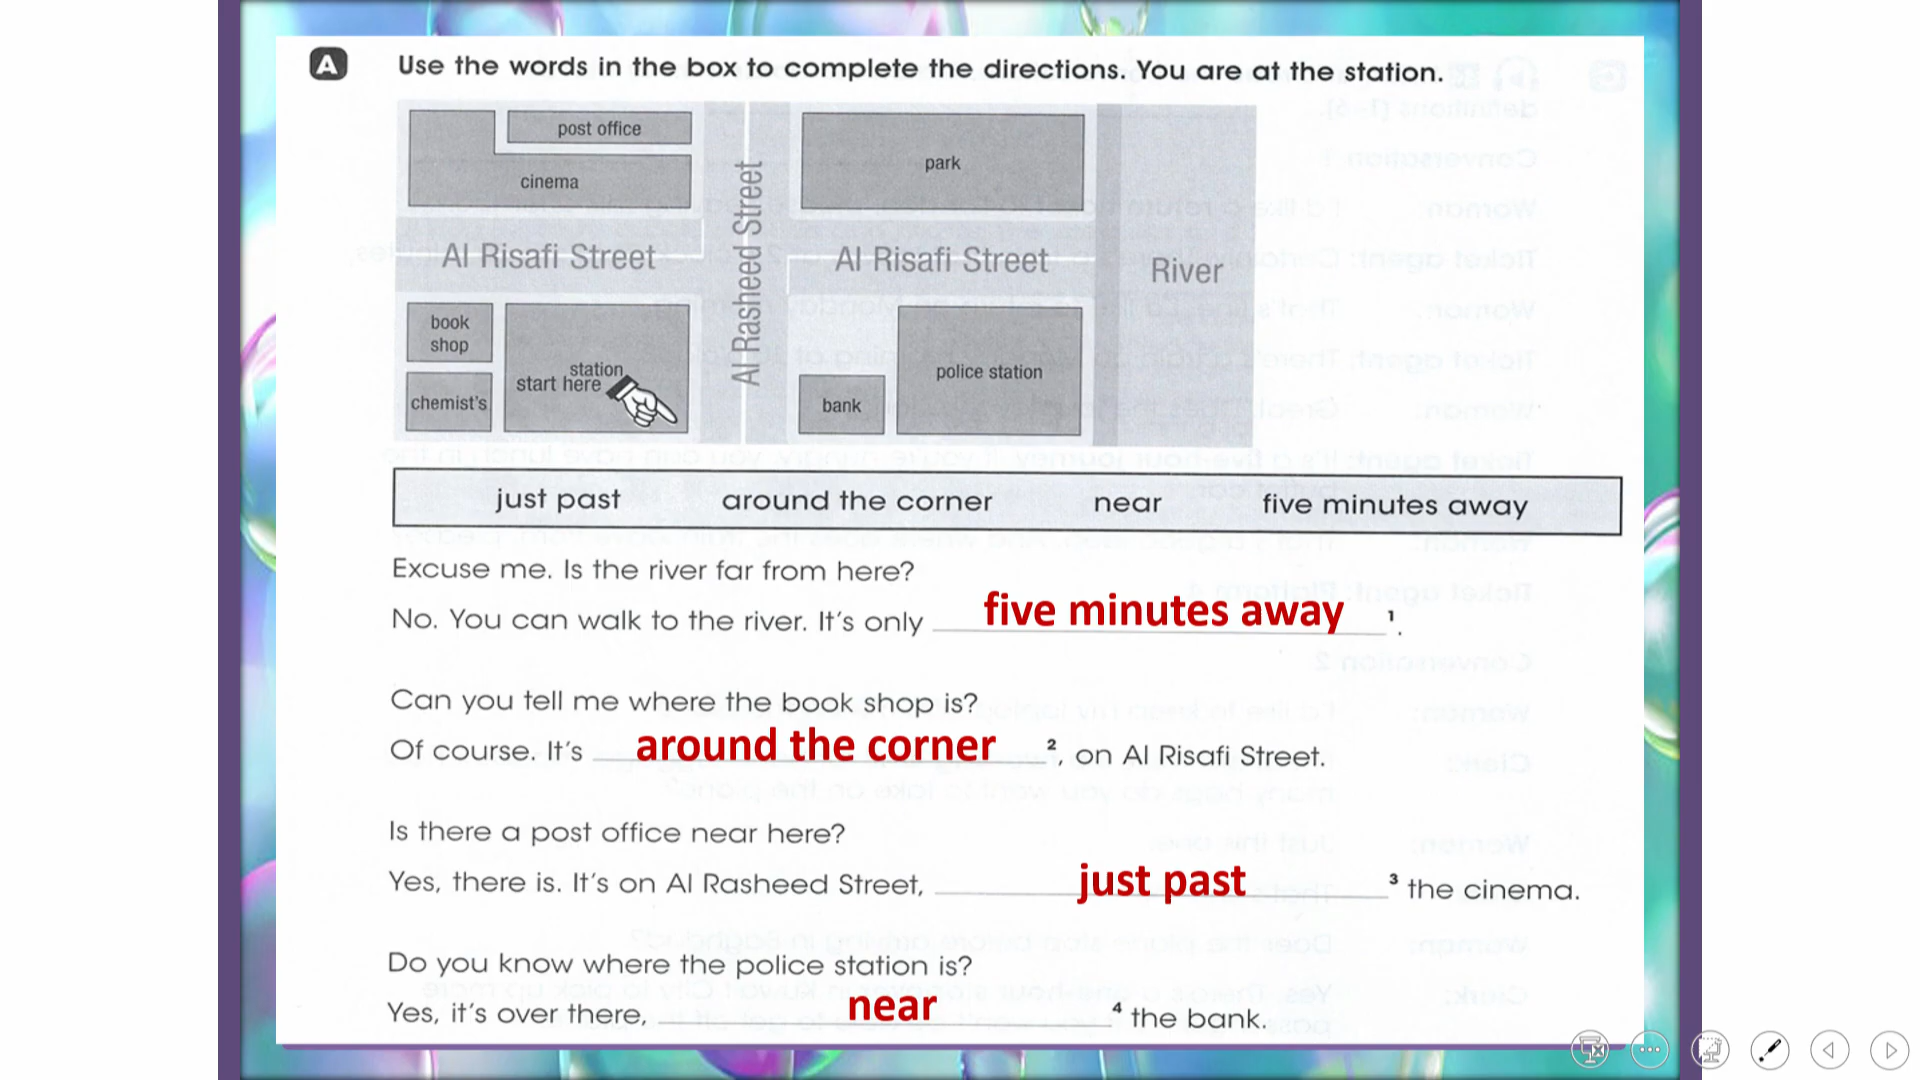 A Use the words in the box to complete the directions. You are at the station.
post office
cinema
park
Al Risafi Street
Al Rasheed Street
Al Risafi Street
River
book
shop
chemist's
station
start here
bank
police station
just past around the corner near five minutes away
Excuse me. Is the river far from here?
No. You can walk to the river. It's only five minutes away ¹.
Can you tell me where the book shop is?
Of course. It's around the corner ², on Al Risafi Street.
Is there a post office near here?
Yes, there is. It's on Al Rasheed Street, just past ³ the cinema.
Do you know where the police station is?
Yes, it's over there, near ⁴ the bank.